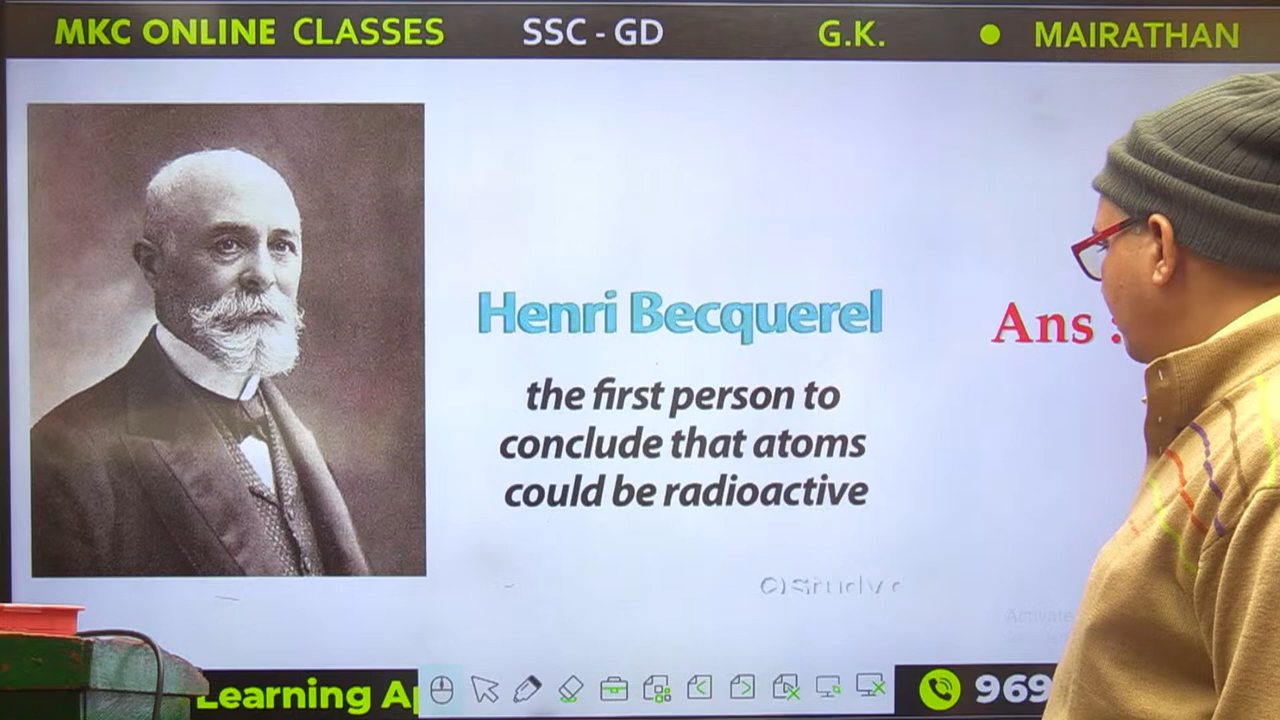 MKC ONLINE CLASSES SSC - GD G.K. MAIRATHAN
Henri Becquerel
the first person to
conclude that atoms
could be radioactive
Ans :
Activate
Learning
969